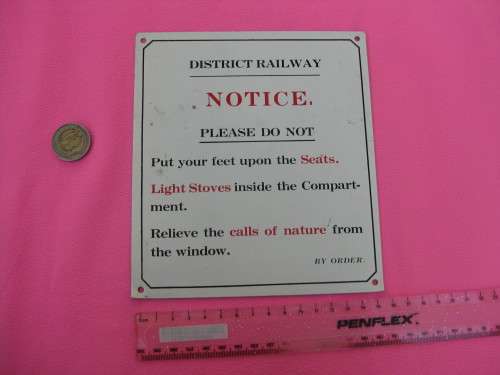 DISTRICT RAILWAY
NOTICE.
PLEASE DO NOT
Put your feet upon the Seats.
Light Stoves inside the Compart-
ment.
Relieve the calls of nature from
the window.
BY ORDER.
PENFLEX